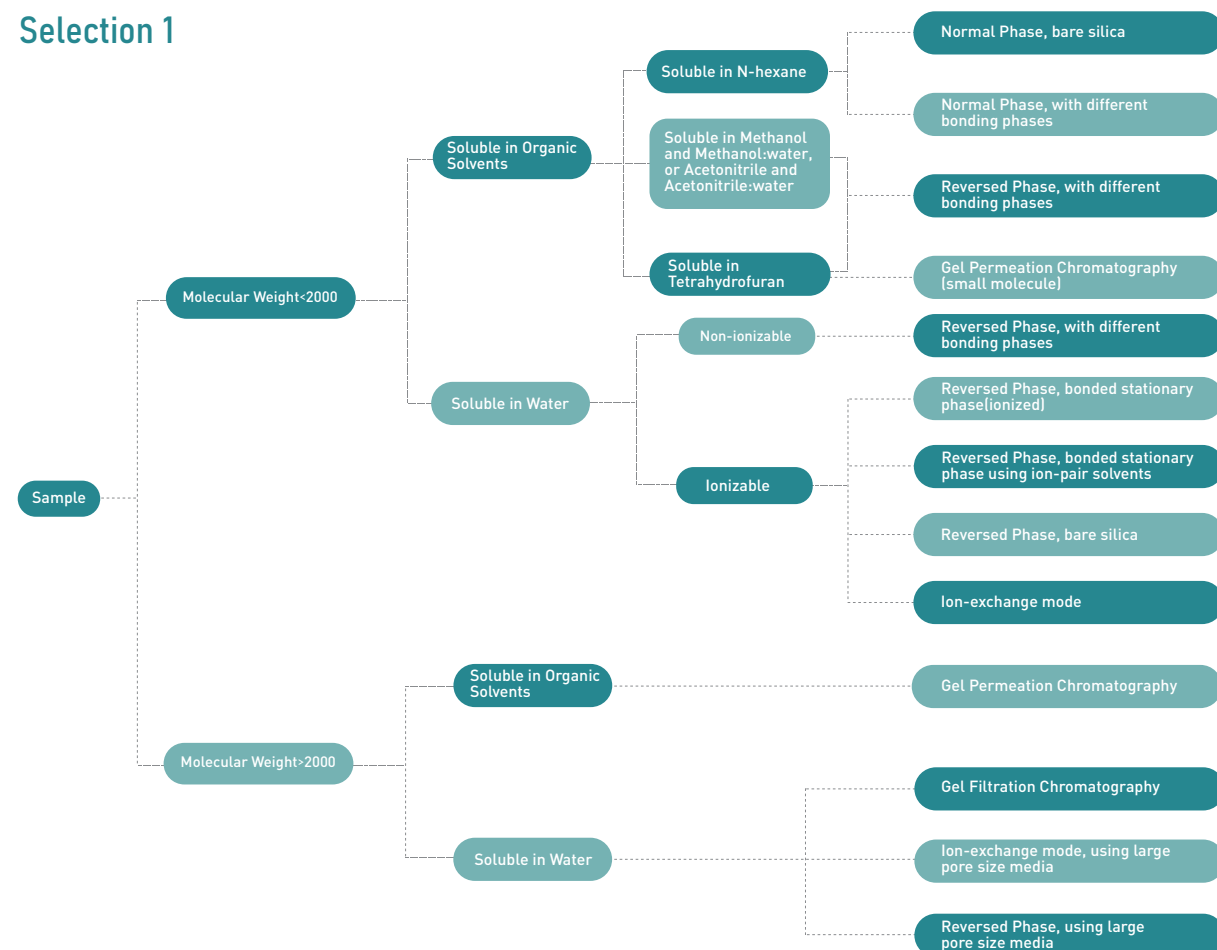 Selection 1
Normal Phase, bare silica
Soluble in N-hexane
Normal Phase, with different
bonding phases
Soluble in Organic
Solvents
Soluble in Methanol
and Methanol:water,
or Acetonitrile and
Acetonitrile:water
Reversed Phase, with different
bonding phases
Soluble in
Tetrahydrofuran
Gel Permeation Chromatography
(small molecule)
Molecular Weight<2000
Non-ionizable
Reversed Phase, with different
bonding phases
Soluble in Water
Reversed Phase, bonded stationary
phase(ionized)
Reversed Phase, bonded stationary
phase using ion-pair solvents
Ionizable
Sample
Reversed Phase, bare silica
Ion-exchange mode
Soluble in Organic
Solvents
Gel Permeation Chromatography
Molecular Weight>2000
Gel Filtration Chromatography
Soluble in Water
Ion-exchange mode, using large
pore size media
Reversed Phase, using large
pore size media